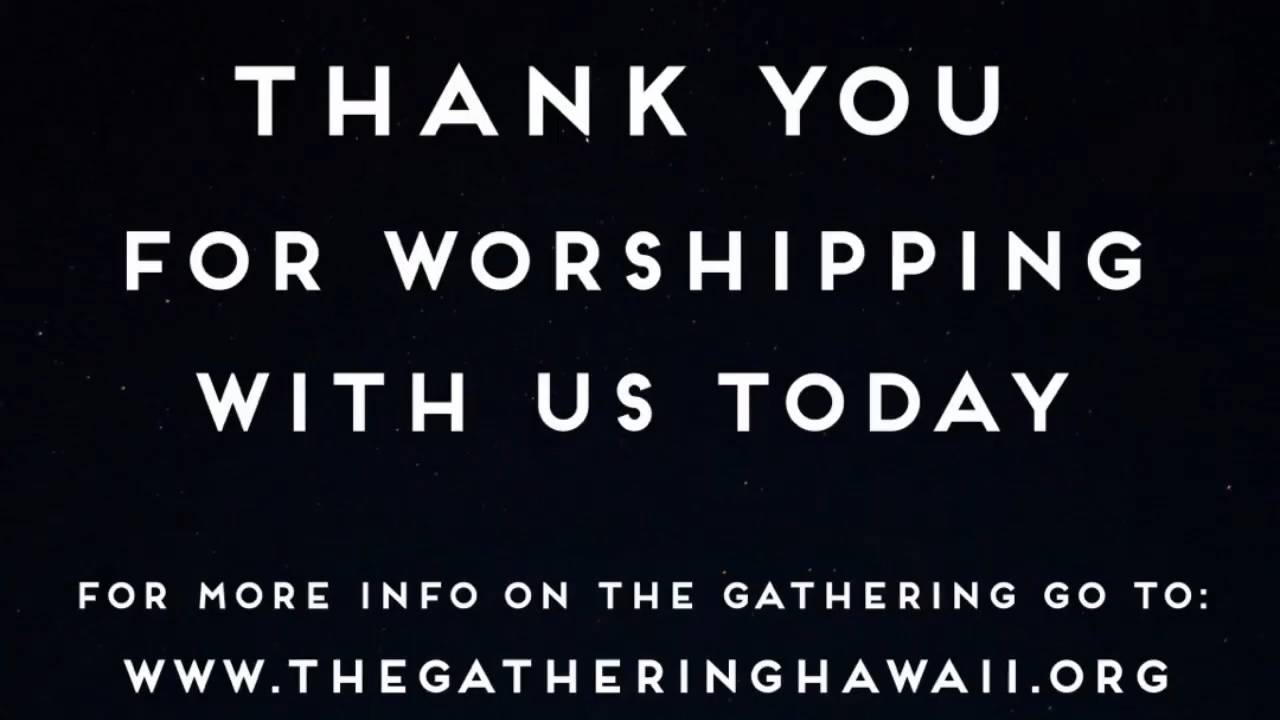 THANK YOU
FOR WORSHIPPING
WITH US TODAY
FOR MORE INFO ON THE GATHERING GO TO:
WWW.THEGATHERINGHAWAII.ORG